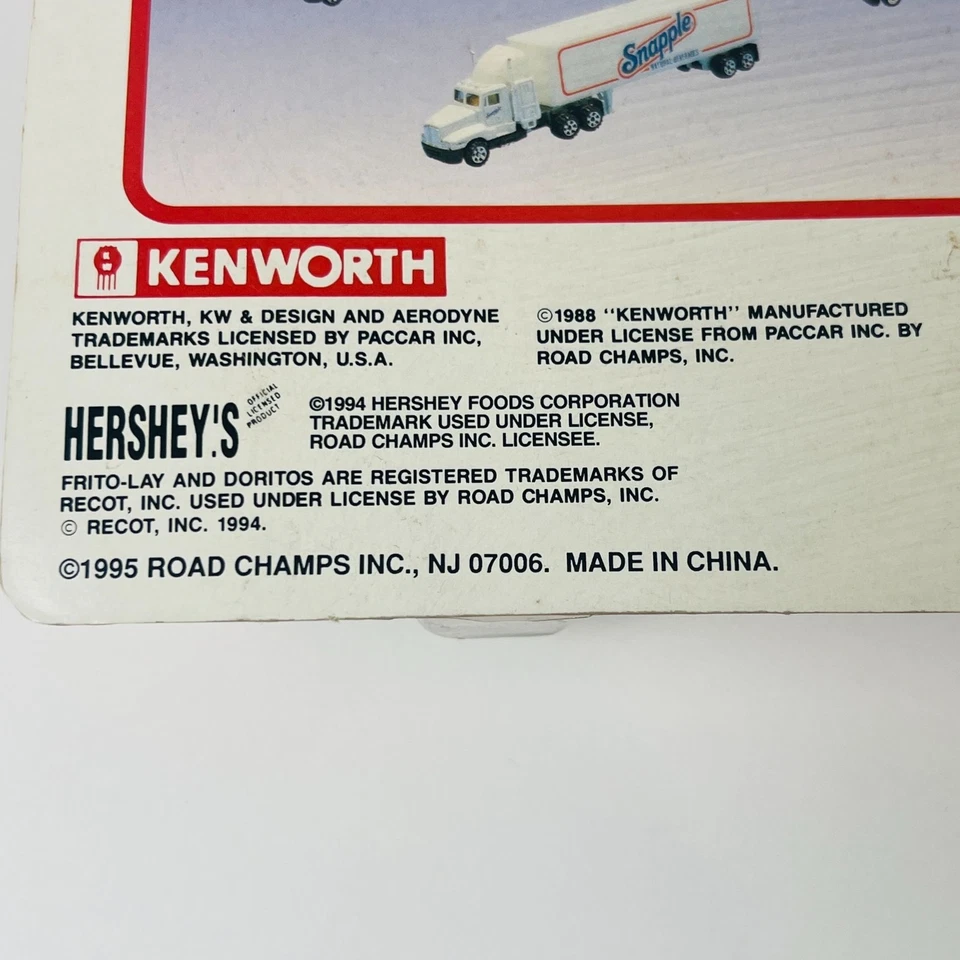 Snapple
KENWORTH
KENWORTH, KW & DESIGN AND AERODYNE
TRADEMARKS LICENSED BY PACCAR INC,
BELLEVUE, WASHINGTON, U.S.A.
©1988 ''KENWORTH'' MANUFACTURED
UNDER LICENSE FROM PACCAR INC. BY
ROAD CHAMPS, INC.
HERSHEY'S
OFFICIAL
LICENSED
PRODUCT
©1994 HERSHEY FOODS CORPORATION
TRADEMARK USED UNDER LICENSE,
ROAD CHAMPS INC. LICENSEE.
FRITO-LAY AND DORITOS ARE REGISTERED TRADEMARKS OF
RECOT, INC. USED UNDER LICENSE BY ROAD CHAMPS, INC.
© RECOT, INC. 1994.
©1995 ROAD CHAMPS INC., NJ 07006. MADE IN CHINA.